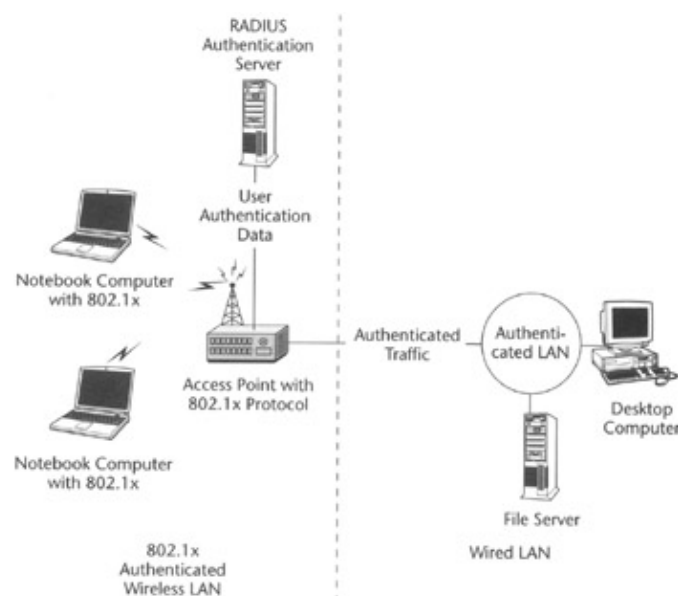 RADIUS
Authentication
Server
User
Authentication
Data
Notebook Computer
with 802.1x
Access Point with
802.1x Protocol
Notebook Computer
with 802.1x
802.1x
Authenticated
Wireless LAN
Authenticated
Traffic
Authenti-
cated LAN
Desktop
Computer
File Server
Wired LAN